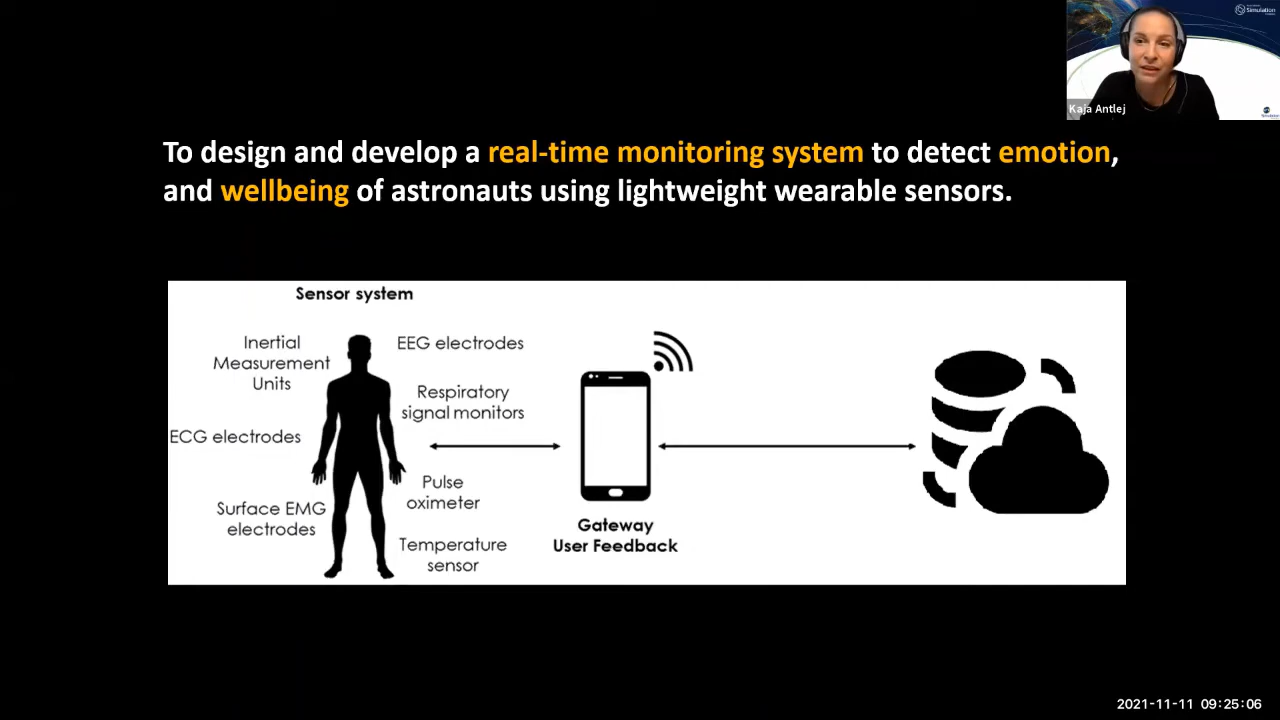 Simulation
Kaja Antlej
To design and develop a real-time monitoring system to detect emotion,
and wellbeing of astronauts using lightweight wearable sensors.
Sensor system
Inertial
Measurement
Units
EEG electrodes
Respiratory
signal monitors
ECG electrodes
Pulse
oximeter
Surface EMG
electrodes
Temperature
sensor
Gateway
User Feedback
2021-11-11 09:25:06